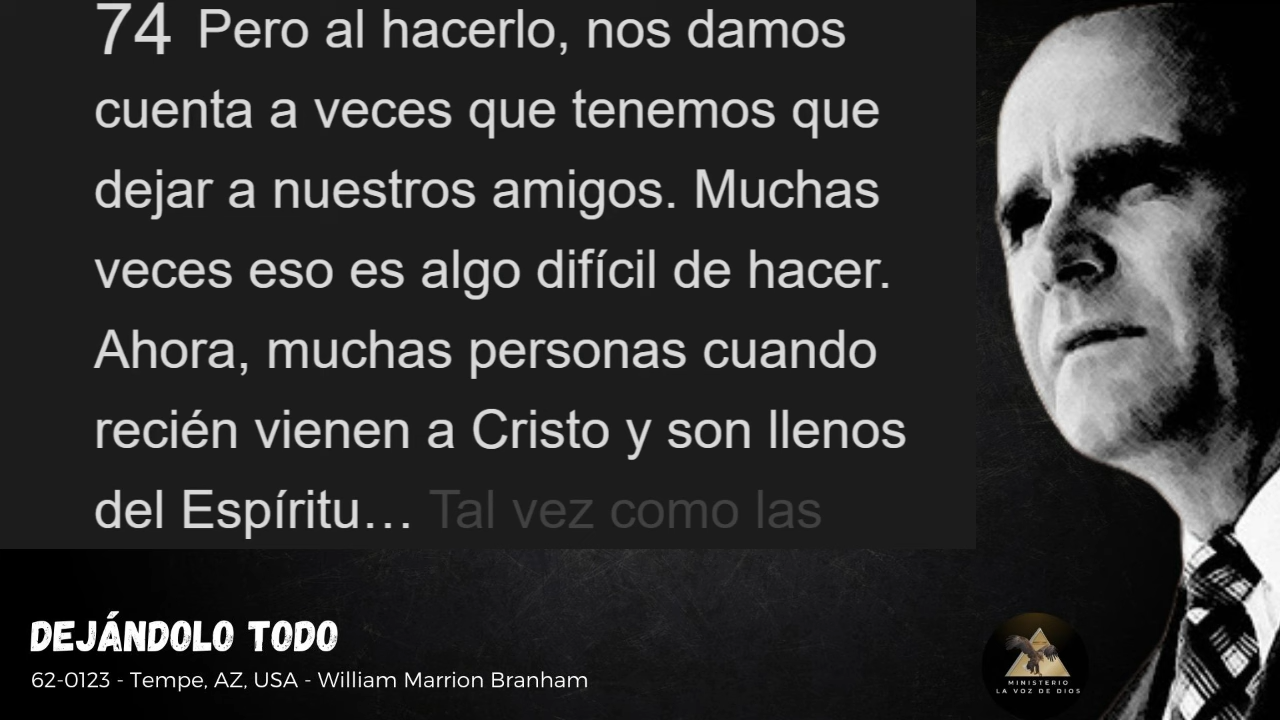 74 Pero al hacerlo, nos damos
cuenta a veces que tenemos que
dejar a nuestros amigos. Muchas
veces eso es algo difícil de hacer.
Ahora, muchas personas cuando
recién vienen a Cristo y son llenos
del Espíritu… Tal vez como las
DEJÁNDOLO TODO
62-0123 - Tempe, AZ, USA - William Marrion Branham
MINISTERIO
LA VOZ DE DIOS